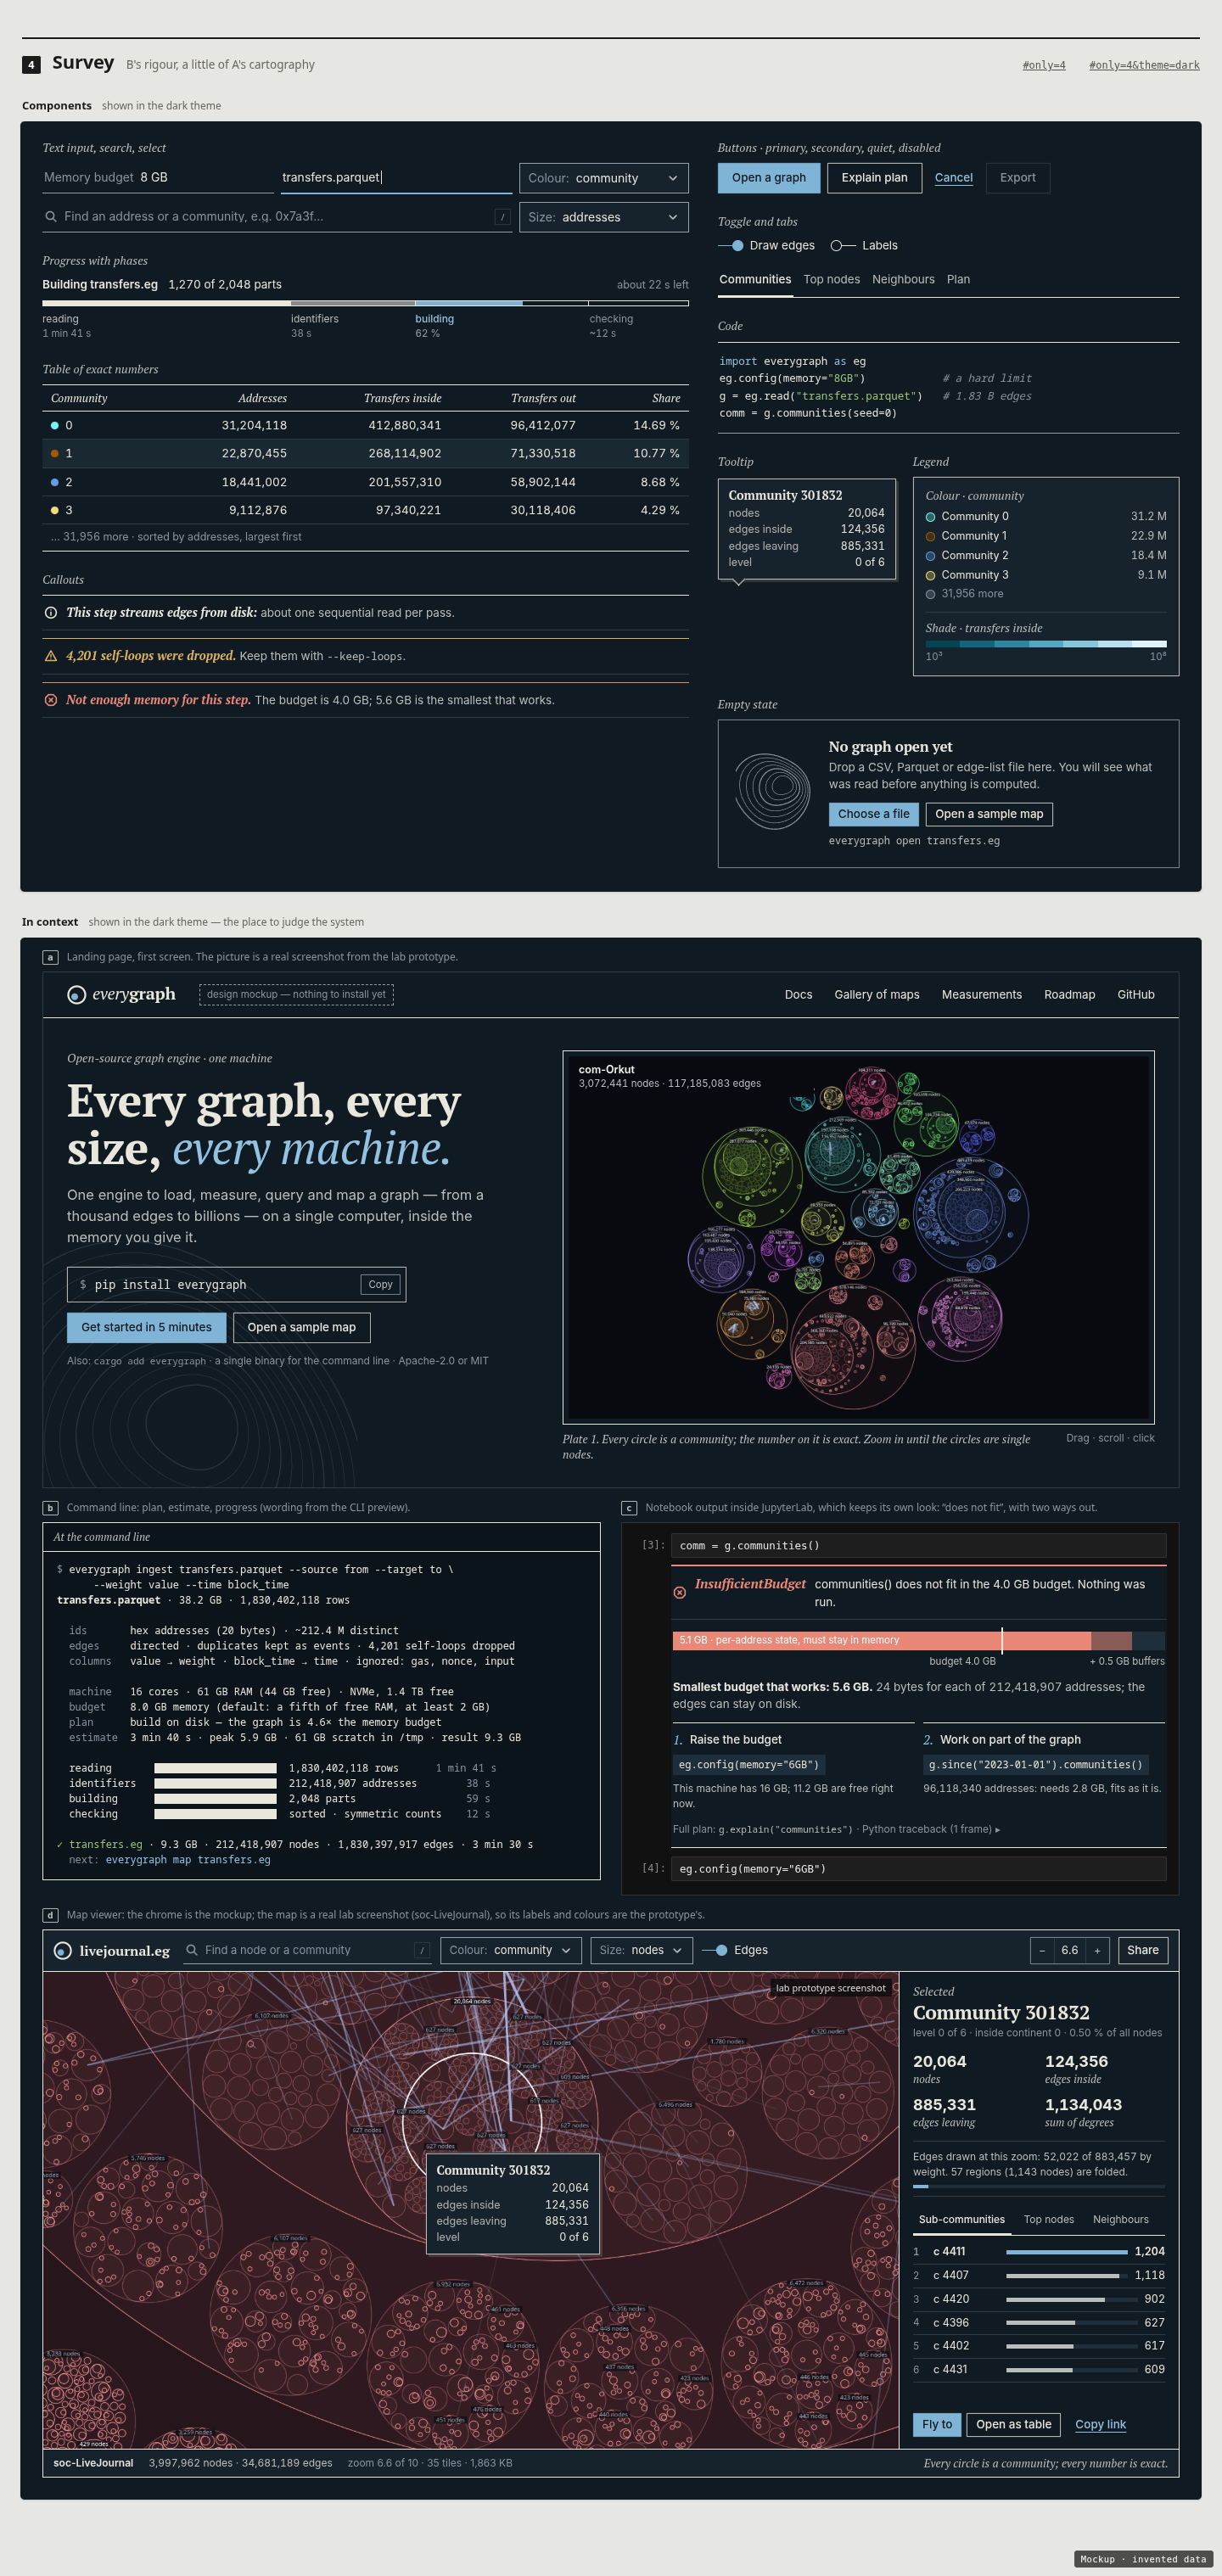 4 Survey B's rigour, a little of A's cartography #only=4 #only=4&theme=dark
Components shown in the dark theme
Text input, search, select
Memory budget 8 GB transfers.parquet Colour: community
Find an address or a community, e.g. 0x7a3f… / Size: addresses
Progress with phases
Building transfers.eg 1,270 of 2,048 parts about 22 s left
reading identifiers building checking
1 min 41 s 38 s 62 % ~12 s
Table of exact numbers
Community Addresses Transfers inside Transfers out Share
0 31,204,118 412,880,341 96,412,077 14.69 %
1 22,870,455 268,114,902 71,330,518 10.77 %
2 18,441,002 201,557,310 58,902,144 8.68 %
3 9,112,876 97,340,221 30,118,406 4.29 %
… 31,956 more · sorted by addresses, largest first
Callouts
This step streams edges from disk: about one sequential read per pass.
4,201 self-loops were dropped. Keep them with --keep-loops.
Not enough memory for this step. The budget is 4.0 GB; 5.6 GB is the smallest that works.
Buttons · primary, secondary, quiet, disabled
Open a graph Explain plan Cancel Export
Toggle and tabs
Draw edges Labels
Communities Top nodes Neighbours Plan
Code
import everygraph as eg
eg.config(memory="8GB") # a hard limit
g = eg.read("transfers.parquet") # 1.83 B edges
comm = g.communities(seed=0)
Tooltip
Community 301832
nodes 20,064
edges inside 124,356
edges leaving 885,331
level 0 of 6
Legend
Colour · community
Community 0 31.2 M
Community 1 22.9 M
Community 2 18.4 M
Community 3 9.1 M
31,956 more
Shade · transfers inside
10³ 10⁸
Empty state
No graph open yet
Drop a CSV, Parquet or edge-list file here. You will see what
was read before anything is computed.
Choose a file Open a sample map
everygraph open transfers.eg
In context shown in the dark theme — the place to judge the system
a Landing page, first screen. The picture is a real screenshot from the lab prototype.
everygraph design mockup — nothing to install yet Docs Gallery of maps Measurements Roadmap GitHub
Open-source graph engine · one machine
Every graph, every
size, every machine.
One engine to load, measure, query and map a graph — from a
thousand edges to billions — on a single computer, inside the
memory you give it.
$ pip install everygraph Copy
Get started in 5 minutes Open a sample map
Also: cargo add everygraph · a single binary for the command line · Apache-2.0 or MIT
com-Orkut
3,072,441 nodes · 117,185,083 edges
Plate 1. Every circle is a community; the number on it is exact. Zoom in until the circles are single
nodes.
Drag · scroll · click
b Command line: plan, estimate, progress (wording from the CLI preview).
At the command line
$ everygraph ingest transfers.parquet --source from --target to \
--weight value --time block_time
transfers.parquet · 38.2 GB · 1,830,402,118 rows
ids hex addresses (20 bytes) · ~212.4 M distinct
edges directed · duplicates kept as events · 4,201 self-loops dropped
columns value → weight · block_time → time · ignored: gas, nonce, input
machine 16 cores · 61 GB RAM (44 GB free) · NVMe, 1.4 TB free
budget 8.0 GB memory (default: a fifth of free RAM, at least 2 GB)
plan build on disk — the graph is 4.6× the memory budget
estimate 3 min 40 s · peak 5.9 GB · 61 GB scratch in /tmp · result 9.3 GB
reading 1,830,402,118 rows 1 min 41 s
identifiers 212,418,907 addresses 38 s
building 2,048 parts 59 s
checking sorted · symmetric counts 12 s
✓ transfers.eg · 9.3 GB · 212,418,907 nodes · 1,830,397,917 edges · 3 min 30 s
next: everygraph map transfers.eg
c Notebook output inside JupyterLab, which keeps its own look: “does not fit”, with two ways out.
[3]: comm = g.communities()
InsufficientBudget communities() does not fit in the 4.0 GB budget. Nothing was
run.
5.1 GB · per-address state, must stay in memory
budget 4.0 GB + 0.5 GB buffers
Smallest budget that works: 5.6 GB. 24 bytes for each of 212,418,907 addresses; the
edges can stay on disk.
1. Raise the budget
eg.config(memory="6GB")
This machine has 16 GB; 11.2 GB are free right
now.
2. Work on part of the graph
g.since("2023-01-01").communities()
96,118,340 addresses: needs 2.8 GB, fits as it is.
Full plan: g.explain("communities") · Python traceback (1 frame) ▸
[4]: eg.config(memory="6GB")
d Map viewer: the chrome is the mockup; the map is a real lab screenshot (soc-LiveJournal), so its labels and colours are the prototype's.
livejournal.eg Find a node or a community / Colour: community Size: nodes Edges − 6.6 + Share
lab prototype screenshot
20,064 nodes
Community 301832
nodes 20,064
edges inside 124,356
edges leaving 885,331
level 0 of 6
Selected
Community 301832
level 0 of 6 · inside continent 0 · 0.50 % of all nodes
20,064 124,356
nodes edges inside
885,331 1,134,043
edges leaving sum of degrees
Edges drawn at this zoom: 52,022 of 883,457 by
weight. 57 regions (1,143 nodes) are folded.
Sub-communities Top nodes Neighbours
1 c 4411 1,204
2 c 4407 1,118
3 c 4420 902
4 c 4396 627
5 c 4402 617
6 c 4431 609
Fly to Open as table Copy link
soc-LiveJournal 3,997,962 nodes · 34,681,189 edges zoom 6.6 of 10 · 35 tiles · 1,863 KB Every circle is a community; every number is exact.
Mockup · invented data